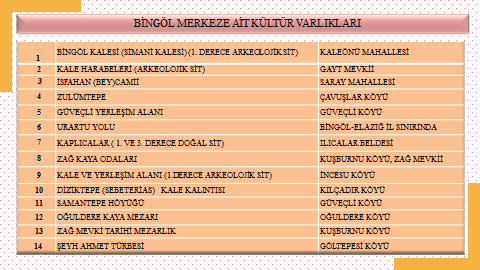 BİNGÖL MERKEZE AİT KÜLTÜR VARLIKLARI
1 BİNGÖL KALESİ (SİMANİ KALESİ) (1. DERECE ARKEOLOJİK SİT) KALEÖNÜ MAHALLESİ
2 KALE HARABELERİ (ARKEOLOJİK SİT) GAYT MEVKİİ
3 İSFAHAN (BEY)CAMİİ SARAY MAHALLESİ
4 ZULÜMTEPE ÇAVUŞLAR KÖYÜ
5 GÜVEÇLİ YERLEŞİM ALANI GÜVEÇLİ KÖYÜ
6 URARTU YOLU BİNGÖL-ELAZIĞ İL SINIRINDA
7 KAPLICALAR ( 1. VE 3. DERECE DOĞAL SİT) ILICALAR BELDESİ
8 ZAĞ KAYA ODALARI KUŞBURNU KÖYÜ, ZAĞ MEVKİİ
9 KALE VE YERLEŞİM ALANI (1.DERECE ARKEOLOJİK SİT) İNCESU KÖYÜ
10 DİZİKTEPE (SEBETERİAS) KALE KALINTISI KILÇADIR KÖYÜ
11 SAMANTEPE HÖYÜĞÜ GÜVEÇLİ KÖYÜ
12 OĞULDERE KAYA MEZARI OĞULDERE KÖYÜ
13 ZAĞ MEVKİ TARİHİ MEZARLIK KUŞBURNU KÖYÜ
14 ŞEYH AHMET TÜRBESİ GÖLTEPESİ KÖYÜ